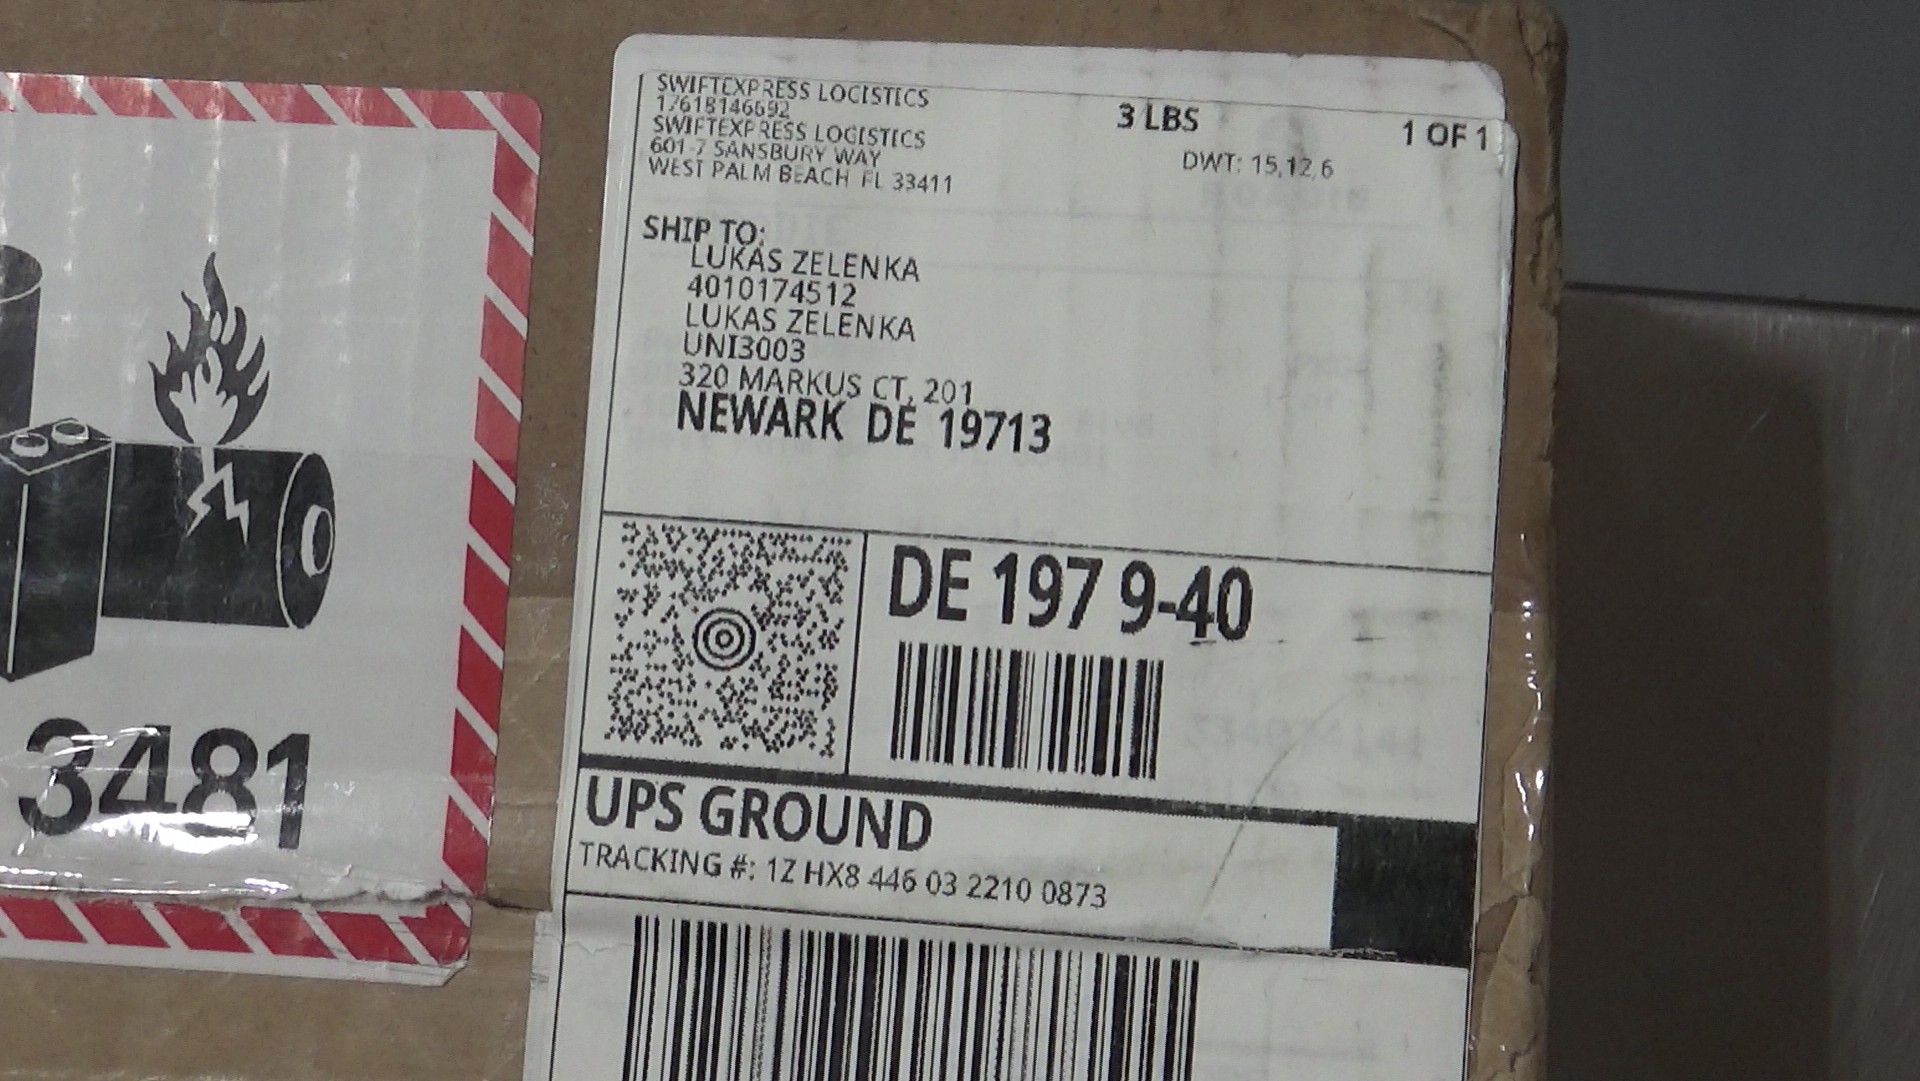 SWIFTEXPRESS LOGISTICS
17618146692
SWIFTEXPRESS LOGISTICS
601-7 SANSBURY WAY
WEST PALM BEACH FL 33411
3 LBS
1 OF 1
DWT: 15,12,6
SHIP TO:
LUKAS ZELENKA
4010174512
LUKAS ZELENKA
UNI3003
320 MARKUS CT, 201
NEWARK DE 19713
DE 197 9-40
UPS GROUND
TRACKING #: 1Z HX8 446 03 2210 0873
3481